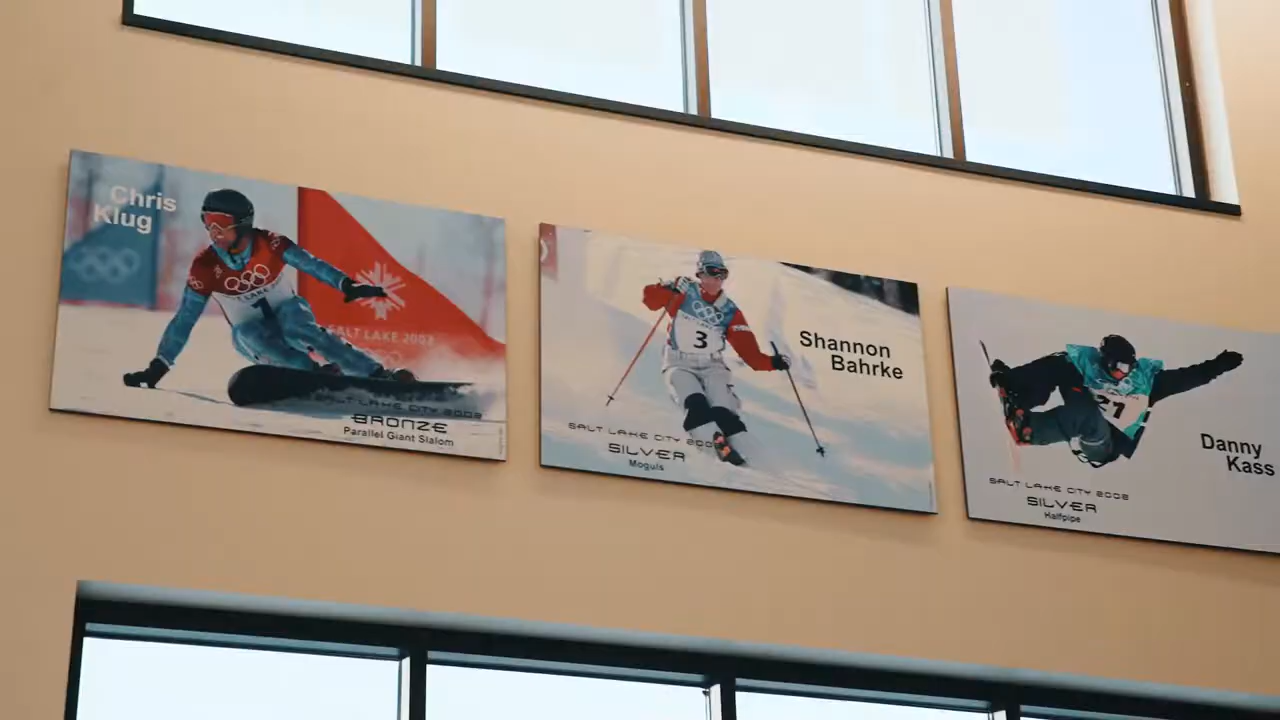 Chris
Klug
1
SALT LAKE 2002
SALT LAKE CITY 2002
BRONZE
Parallel Giant Slalom
3
Shannon
Bahrke
SALT LAKE CITY 2002
SILVER
Moguls
21
Danny
Kass
SALT LAKE CITY 2002
SILVER
Halfpipe